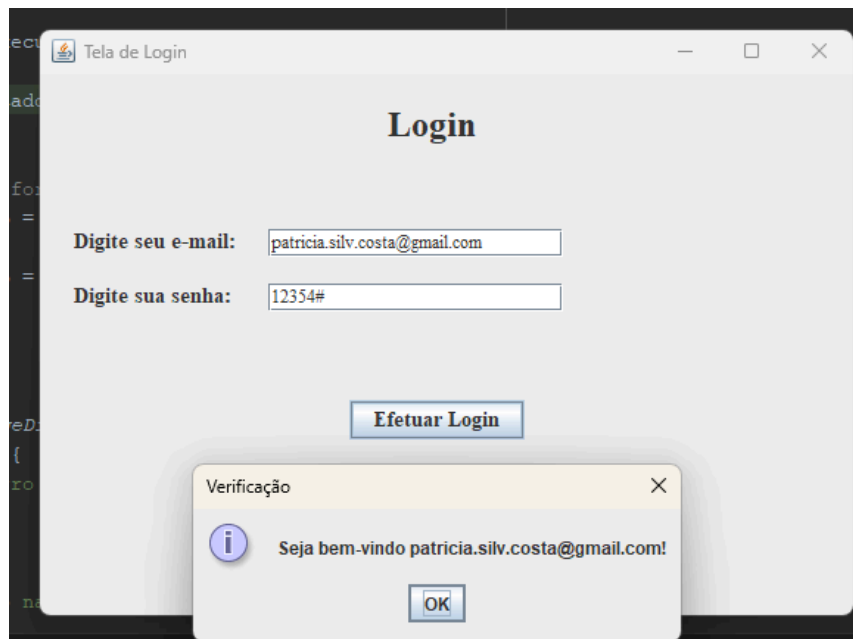 Tela de Login
Login
Digite seu e-mail: patricia.silv.costa@gmail.com
Digite sua senha: 12354#
Efetuar Login
Verificação
Seja bem-vindo patricia.silv.costa@gmail.com!
OK